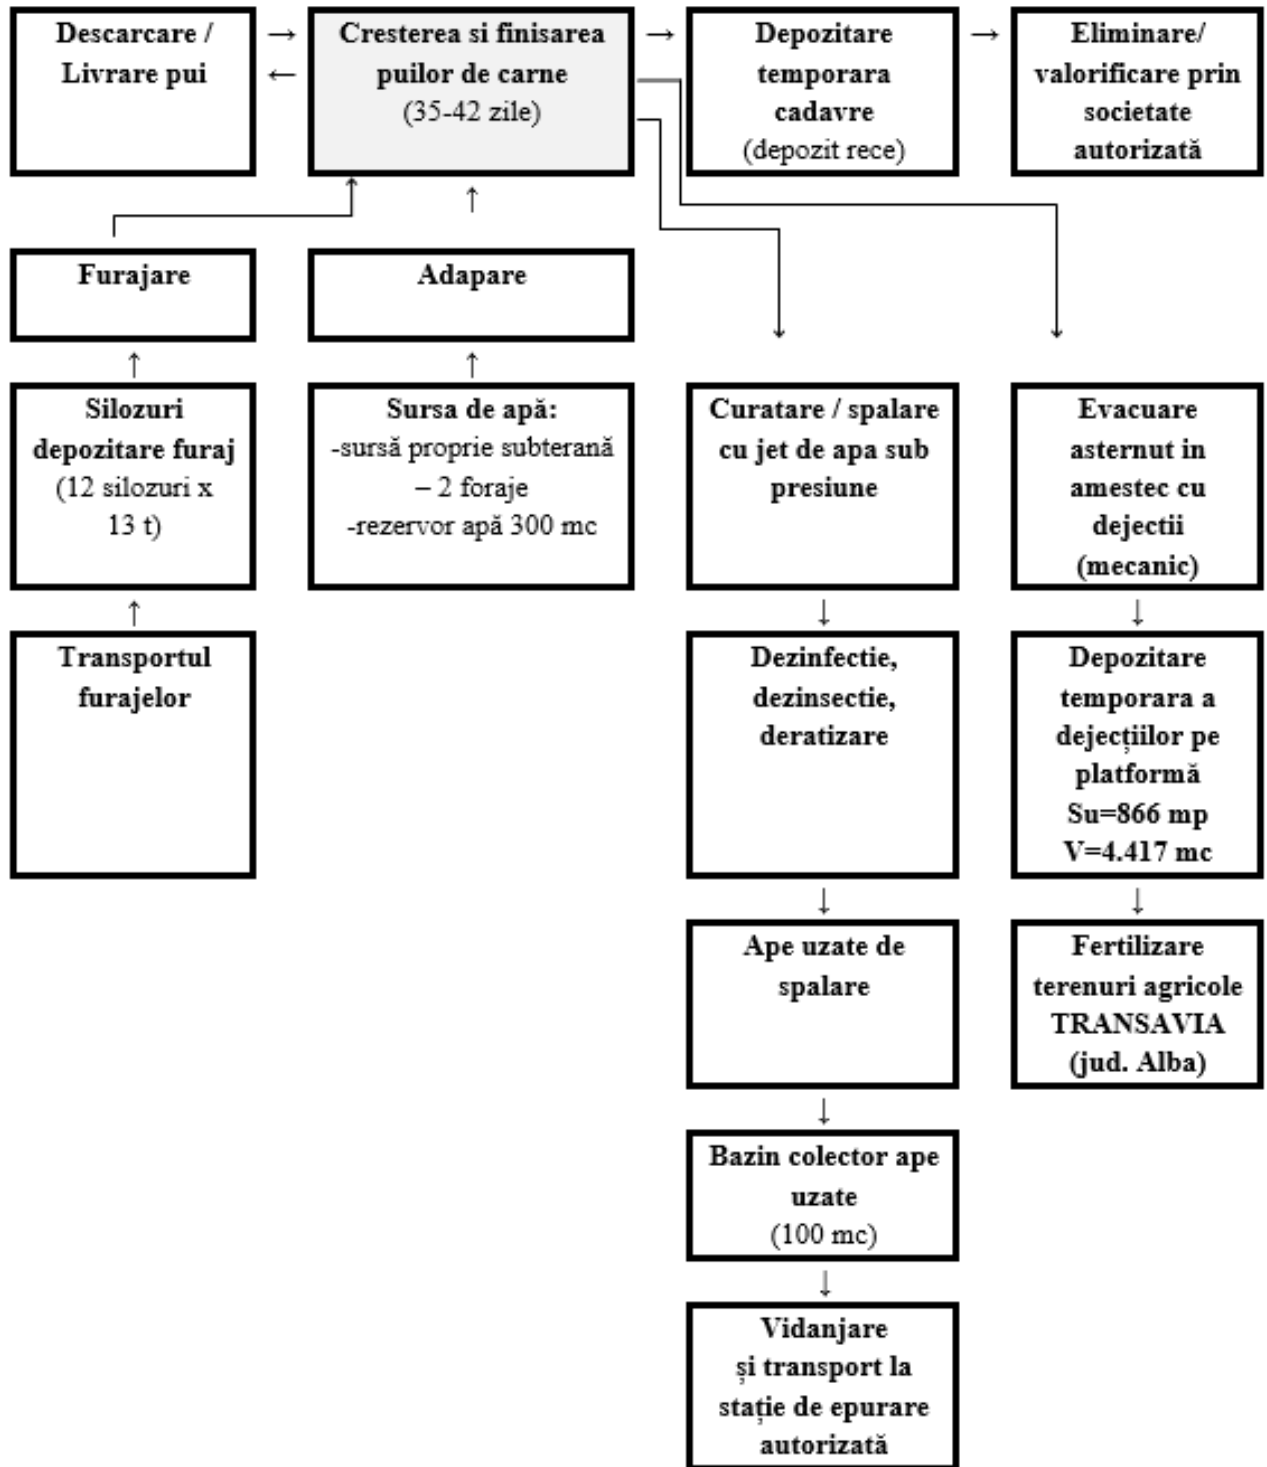 Descarcare /
Livrare pui
→
←
Cresterea si finisarea
puilor de carne
(35-42 zile)
→
Depozitare
temporara
cadavre
(depozit rece)
→
Eliminare/
valorificare prin
societate
autorizată
↑
Furajare
Adapare
↑
↑
Silozuri
depozitare furaj
(12 silozuri x
13 t)
Sursa de apă:
-sursă proprie subterană
– 2 foraje
-rezervor apă 300 mc
Curatare / spalare
cu jet de apa sub
presiune
Evacuare
asternut in
amestec cu
dejectii
(mecanic)
↑
↓
↓
Transportul
furajelor
Dezinfectie,
dezinsectie,
deratizare
Depozitare
temporara a
dejecțiilor pe
platformă
Su=866 mp
V=4.417 mc
↓
↓
Ape uzate de
spalare
Fertilizare
terenuri agricole
TRANSAVIA
(jud. Alba)
↓
Bazin colector ape
uzate
(100 mc)
↓
Vidanjare
și transport la
stație de epurare
autorizată